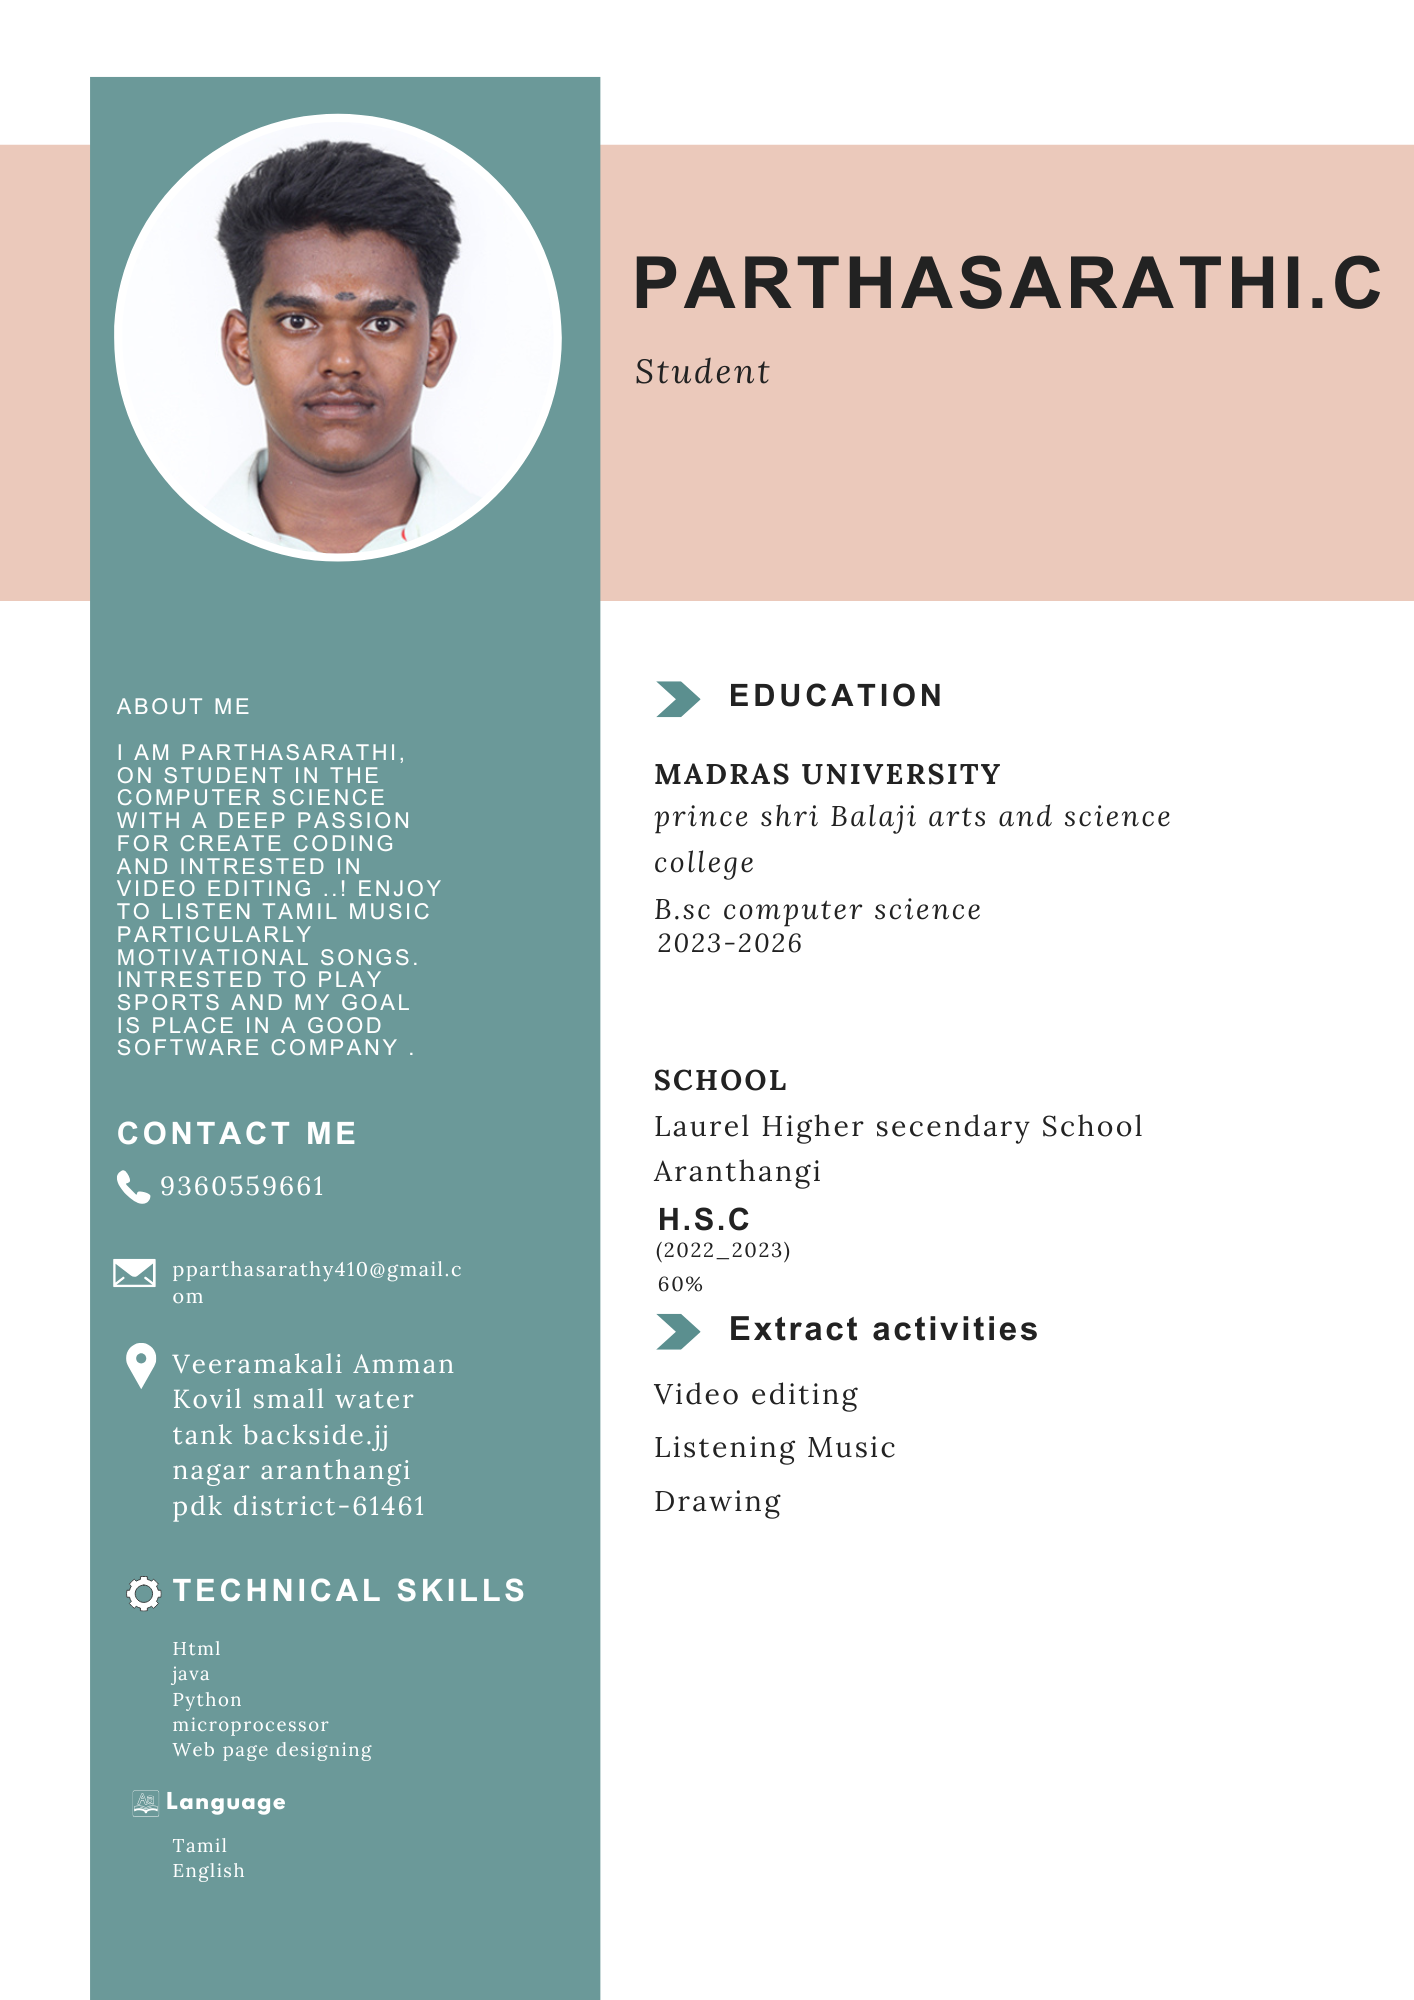 PARTHASARATHI.C
Student
ABOUT ME
I AM PARTHASARATHI,
ON STUDENT IN THE
COMPUTER SCIENCE
WITH A DEEP PASSION
FOR CREATE CODING
AND INTRESTED IN
VIDEO EDITING ..! ENJOY
TO LISTEN TAMIL MUSIC
PARTICULARLY
MOTIVATIONAL SONGS.
INTRESTED TO PLAY
SPORTS AND MY GOAL
IS PLACE IN A GOOD
SOFTWARE COMPANY .
CONTACT ME
9360559661
pparthasarathy410@gmail.c
om
Veeramakali Amman
Kovil small water
tank backside.jj
nagar aranthangi
pdk district-61461
TECHNICAL SKILLS
Html
java
Python
microprocessor
Web page designing
Language
Tamil
English
EDUCATION
MADRAS UNIVERSITY
prince shri Balaji arts and science
college
B.sc computer science
2023-2026
SCHOOL
Laurel Higher secendary School
Aranthangi
H.S.C
(2022_2023)
60%
Extract activities
Video editing
Listening Music
Drawing